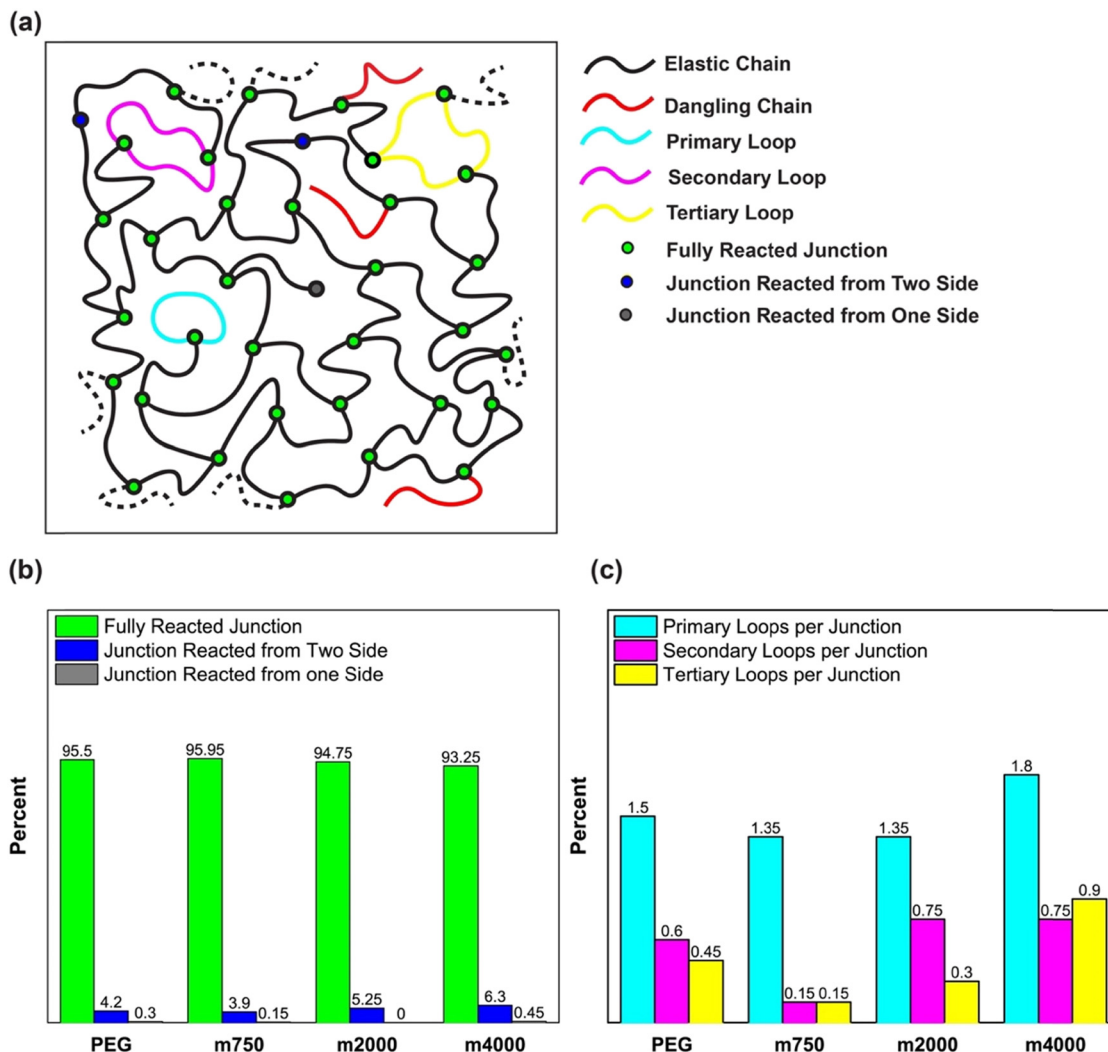 (a)
Elastic Chain
Dangling Chain
Primary Loop
Secondary Loop
Tertiary Loop
Fully Reacted Junction
Junction Reacted from Two Side
Junction Reacted from One Side
(b)
Fully Reacted Junction
Junction Reacted from Two Side
Junction Reacted from one Side
Percent
95.5
4.2
0.3
95.95
3.9
0.15
94.75
5.25
0
93.25
6.3
0.45
PEG m750 m2000 m4000
(c)
Primary Loops per Junction
Secondary Loops per Junction
Tertiary Loops per Junction
Percent
1.5
0.6
0.45
1.35
0.15
0.15
1.35
0.75
0.3
1.8
0.75
0.9
PEG m750 m2000 m4000